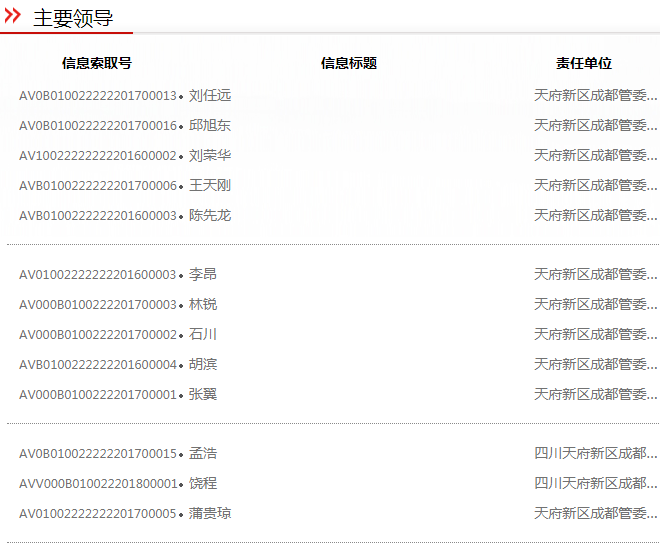 主要领导
信息索取号 信息标题 责任单位
AV0B010022222201700013 • 刘任远 天府新区成都管委...
AV0B010022222201700016 • 邱旭东 天府新区成都管委...
AV10022222222201600002 • 刘荣华 天府新区成都管委...
AVB0100222222201700006 • 王天刚 天府新区成都管委...
AVB0100222222201600003 • 陈先龙 天府新区成都管委...
AV01002222222201600003 • 李昂 天府新区成都管委...
AV000B0100222201700003 • 林锐 天府新区成都管委...
AV000B0100222201700002 • 石川 天府新区成都管委...
AVB0100222222201600004 • 胡滨 天府新区成都管委...
AV000B0100222201700001 • 张翼 天府新区成都管委...
AV0B010022222201700015 • 孟浩 四川天府新区成都...
AVV000B010022201800001 • 饶程 四川天府新区成都...
AV01002222222201700005 • 蒲贵琼 天府新区成都管委...